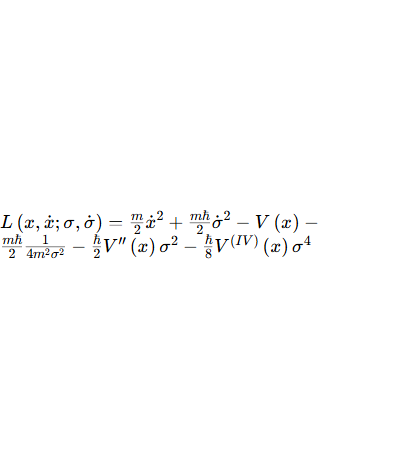 L (x, ẋ; σ, σ̇) = m/2 ẋ² + mħ/2 σ̇² − V (x) −
mħ/2 1/4m²σ² − ħ/2 V″ (x) σ² − ħ/8 V⁽ᴵⱽ⁾ (x) σ⁴